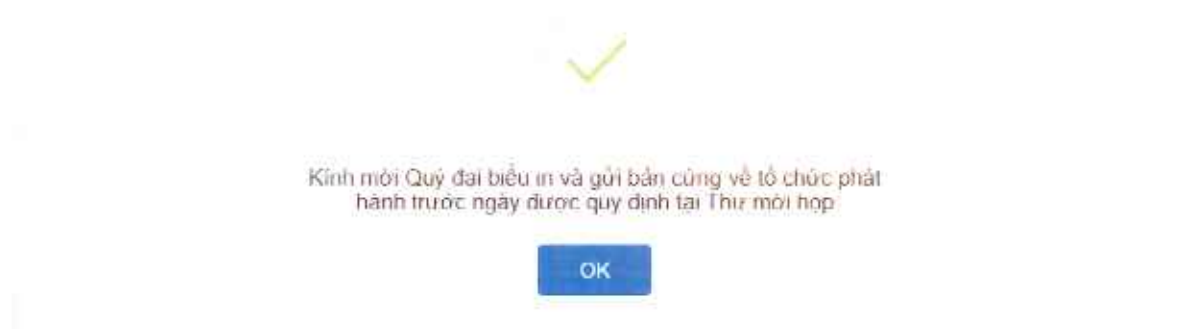 Kính mời Quý đại biểu in và gửi bản cứng về tổ chức phát
hành trước ngày được quy định tại Thư mời họp
OK